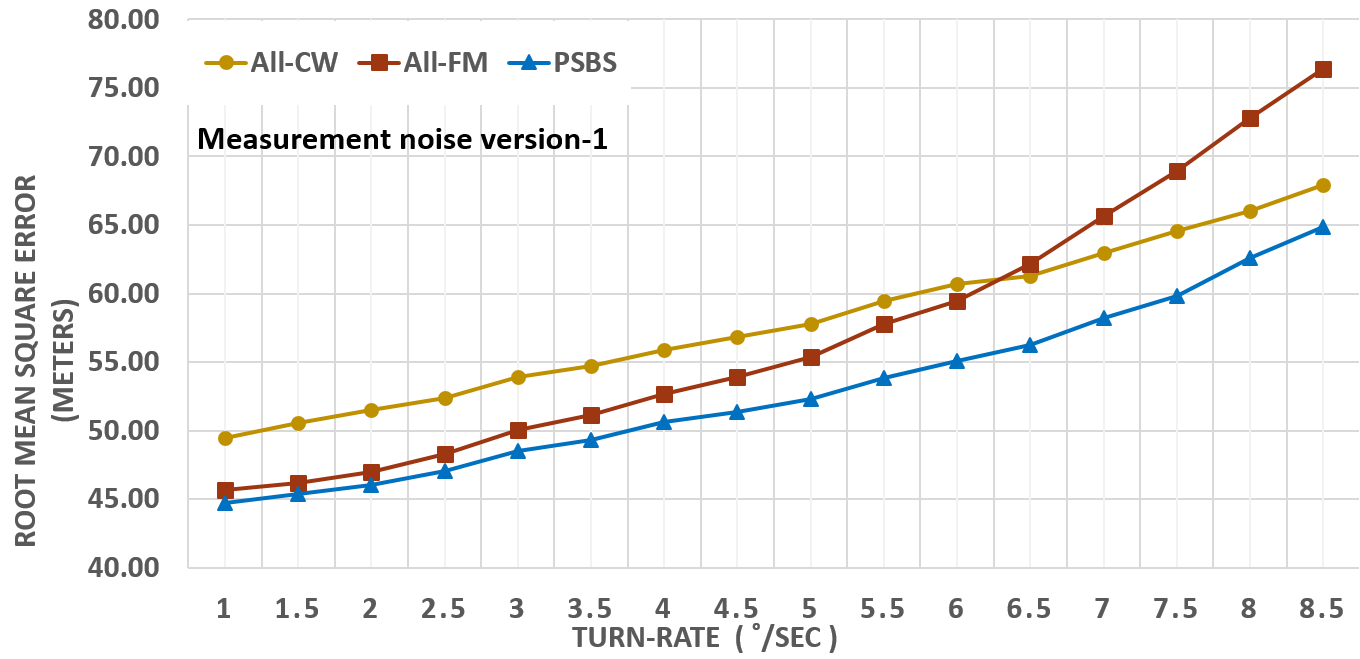 80.00
75.00
70.00
65.00
60.00
55.00
50.00
45.00
40.00
ROOT MEAN SQUARE ERROR
(METERS)
All-CW All-FM PSBS
Measurement noise version-1
1 1.5 2 2.5 3 3.5 4 4.5 5 5.5 6 6.5 7 7.5 8 8.5
TURN-RATE ( °/SEC )